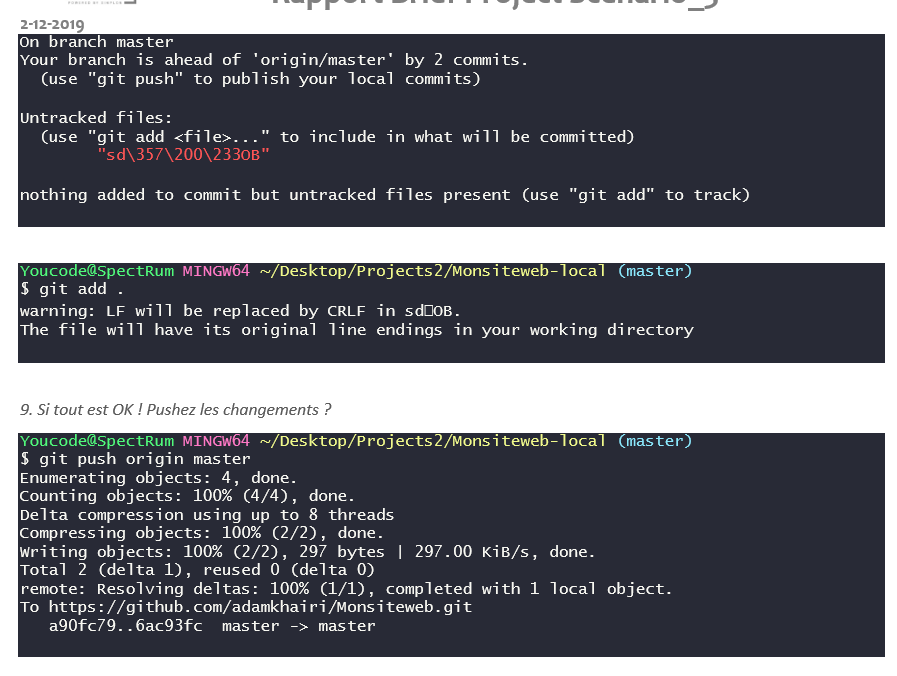 Rapport Brief Project Scenario_3
2-12-2019
On branch master
Your branch is ahead of 'origin/master' by 2 commits.
(use "git push" to publish your local commits)
Untracked files:
(use "git add <file>..." to include in what will be committed)
"sd\357\200\233OB"
nothing added to commit but untracked files present (use "git add" to track)
Youcode@SpectRum MINGW64 ~/Desktop/Projects2/Monsiteweb-local (master)
$ git add .
warning: LF will be replaced by CRLF in sd□OB.
The file will have its original line endings in your working directory
9. Si tout est OK ! Pushez les changements ?
Youcode@SpectRum MINGW64 ~/Desktop/Projects2/Monsiteweb-local (master)
$ git push origin master
Enumerating objects: 4, done.
Counting objects: 100% (4/4), done.
Delta compression using up to 8 threads
Compressing objects: 100% (2/2), done.
Writing objects: 100% (2/2), 297 bytes | 297.00 KiB/s, done.
Total 2 (delta 1), reused 0 (delta 0)
remote: Resolving deltas: 100% (1/1), completed with 1 local object.
To https://github.com/adamkhairi/Monsiteweb.git
a90fc79..6ac93fc master -> master